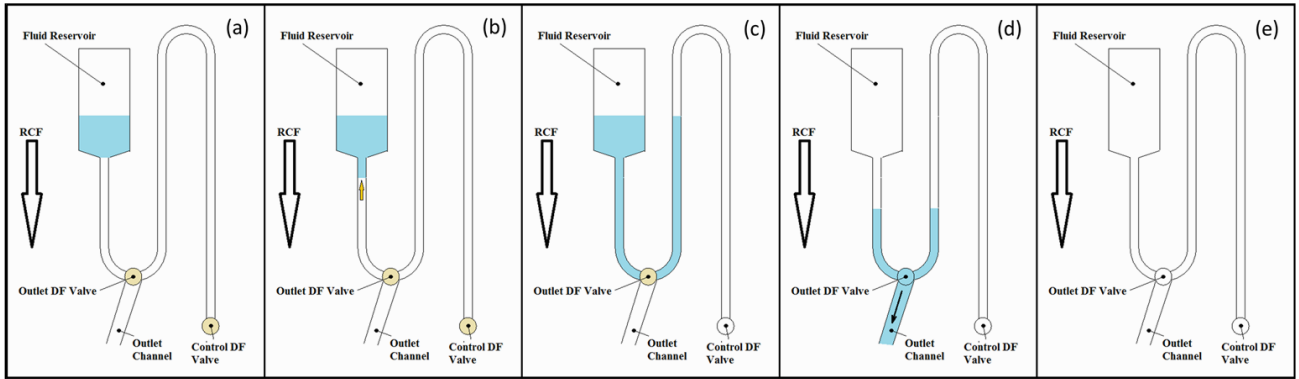 (a)
Fluid Reservoir
RCF
Outlet DF Valve
Outlet
Channel
Control DF
Valve
(b)
Fluid Reservoir
RCF
Outlet DF Valve
Outlet
Channel
Control DF
Valve
(c)
Fluid Reservoir
RCF
Outlet DF Valve
Outlet
Channel
Control DF
Valve
(d)
Fluid Reservoir
RCF
Outlet DF Valve
Outlet
Channel
Control DF
Valve
(e)
Fluid Reservoir
RCF
Outlet DF Valve
Outlet
Channel
Control DF
Valve